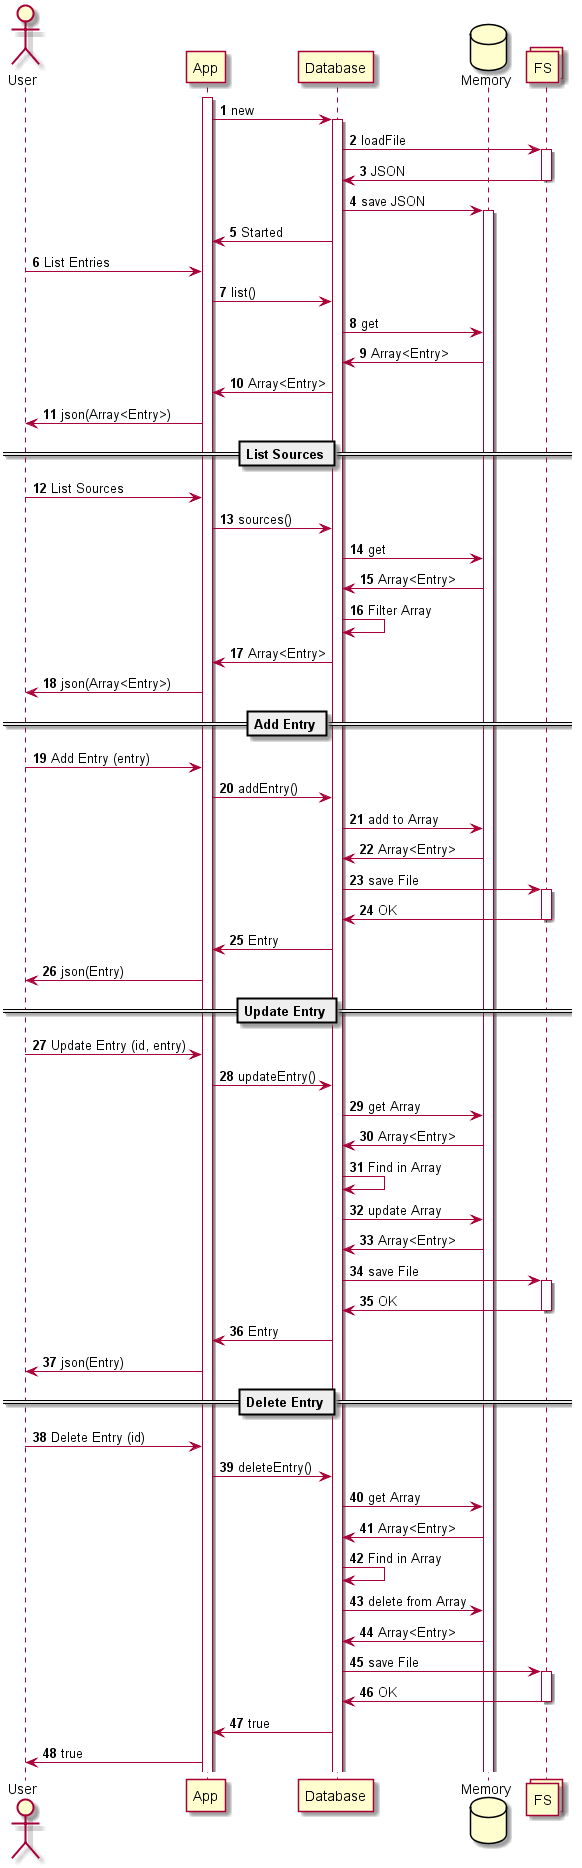 User
App
Database
Memory
FS
1 new
2 loadFile
3 JSON
4 save JSON
5 Started
6 List Entries
7 list()
8 get
9 Array<Entry>
10 Array<Entry>
11 json(Array<Entry>)
List Sources
12 List Sources
13 sources()
14 get
15 Array<Entry>
16 Filter Array
17 Array<Entry>
18 json(Array<Entry>)
Add Entry
19 Add Entry (entry)
20 addEntry()
21 add to Array
22 Array<Entry>
23 save File
24 OK
25 Entry
26 json(Entry)
Update Entry
27 Update Entry (id, entry)
28 updateEntry()
29 get Array
30 Array<Entry>
31 Find in Array
32 update Array
33 Array<Entry>
34 save File
35 OK
36 Entry
37 json(Entry)
Delete Entry
38 Delete Entry (id)
39 deleteEntry()
40 get Array
41 Array<Entry>
42 Find in Array
43 delete from Array
44 Array<Entry>
45 save File
46 OK
47 true
48 true
User
App
Database
Memory
FS